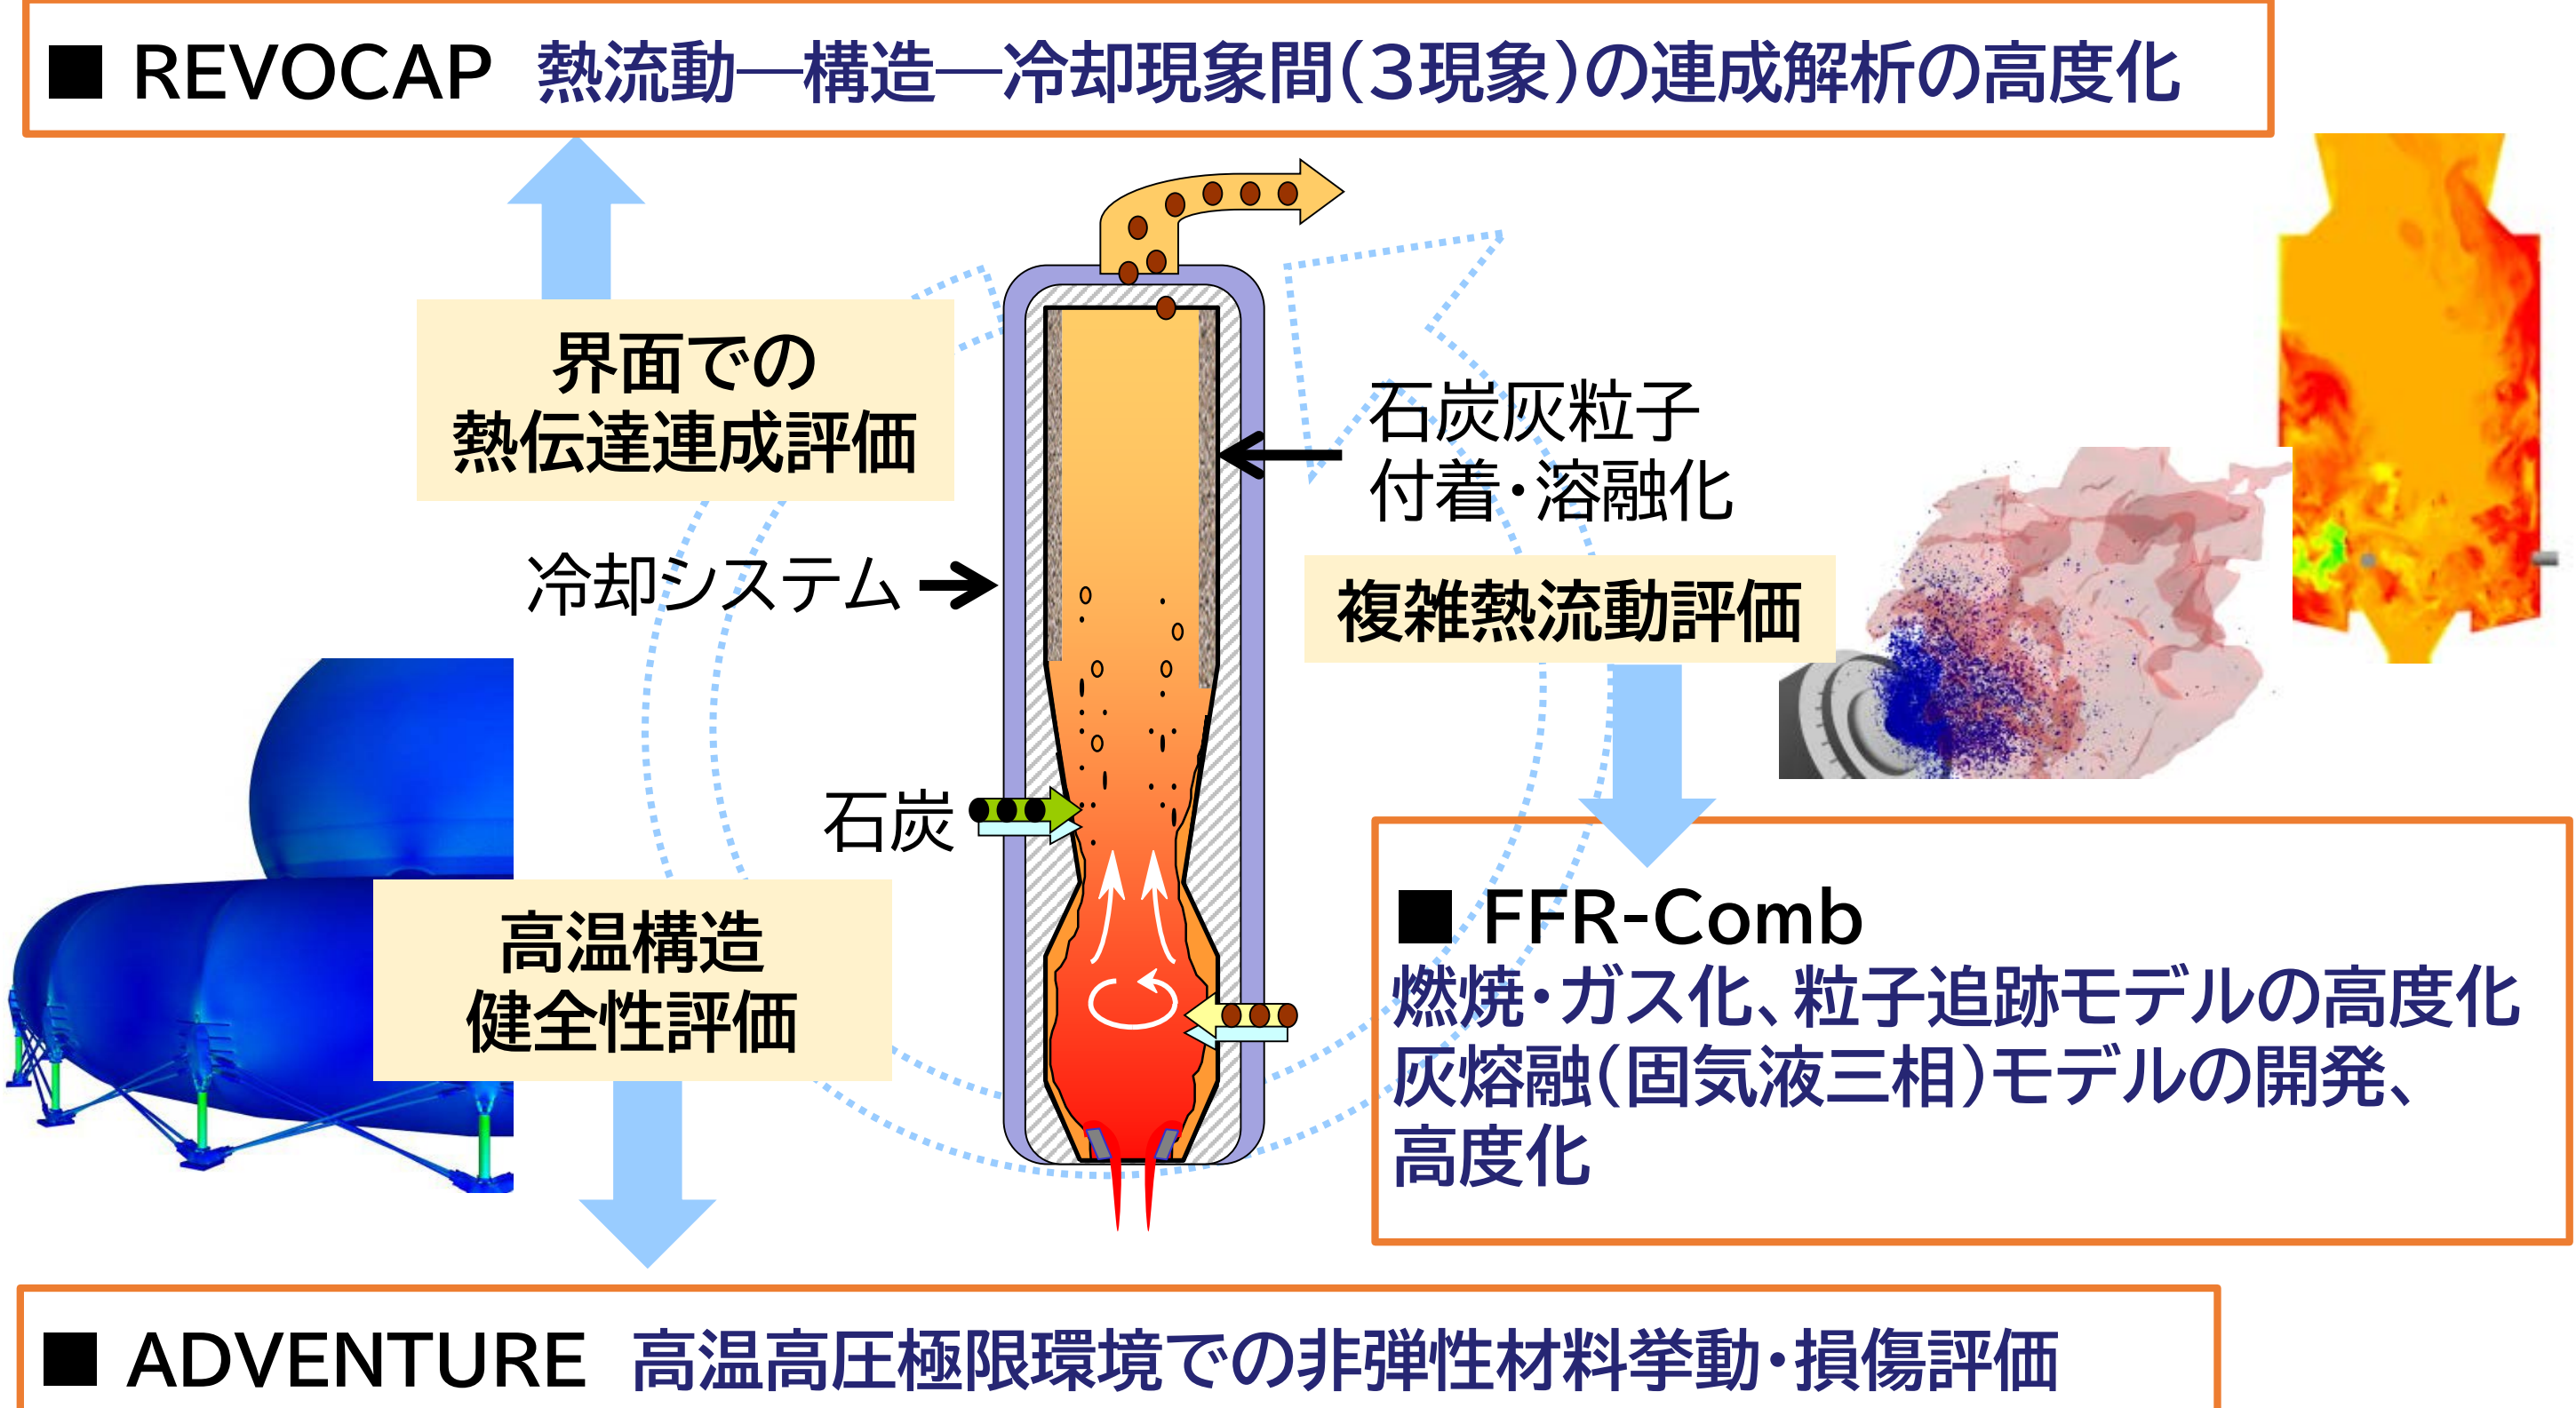 ■ REVOCAP 熱流動―構造―冷却現象間(3現象)の連成解析の高度化
界面での
熱伝達連成評価
石炭灰粒子
付着・溶融化
冷却システム
複雑熱流動評価
石炭
高温構造
健全性評価
■ FFR-Comb
燃焼・ガス化、粒子追跡モデルの高度化
灰熔融(固気液三相)モデルの開発、
高度化
■ ADVENTURE 高温高圧極限環境での非弾性材料挙動・損傷評価